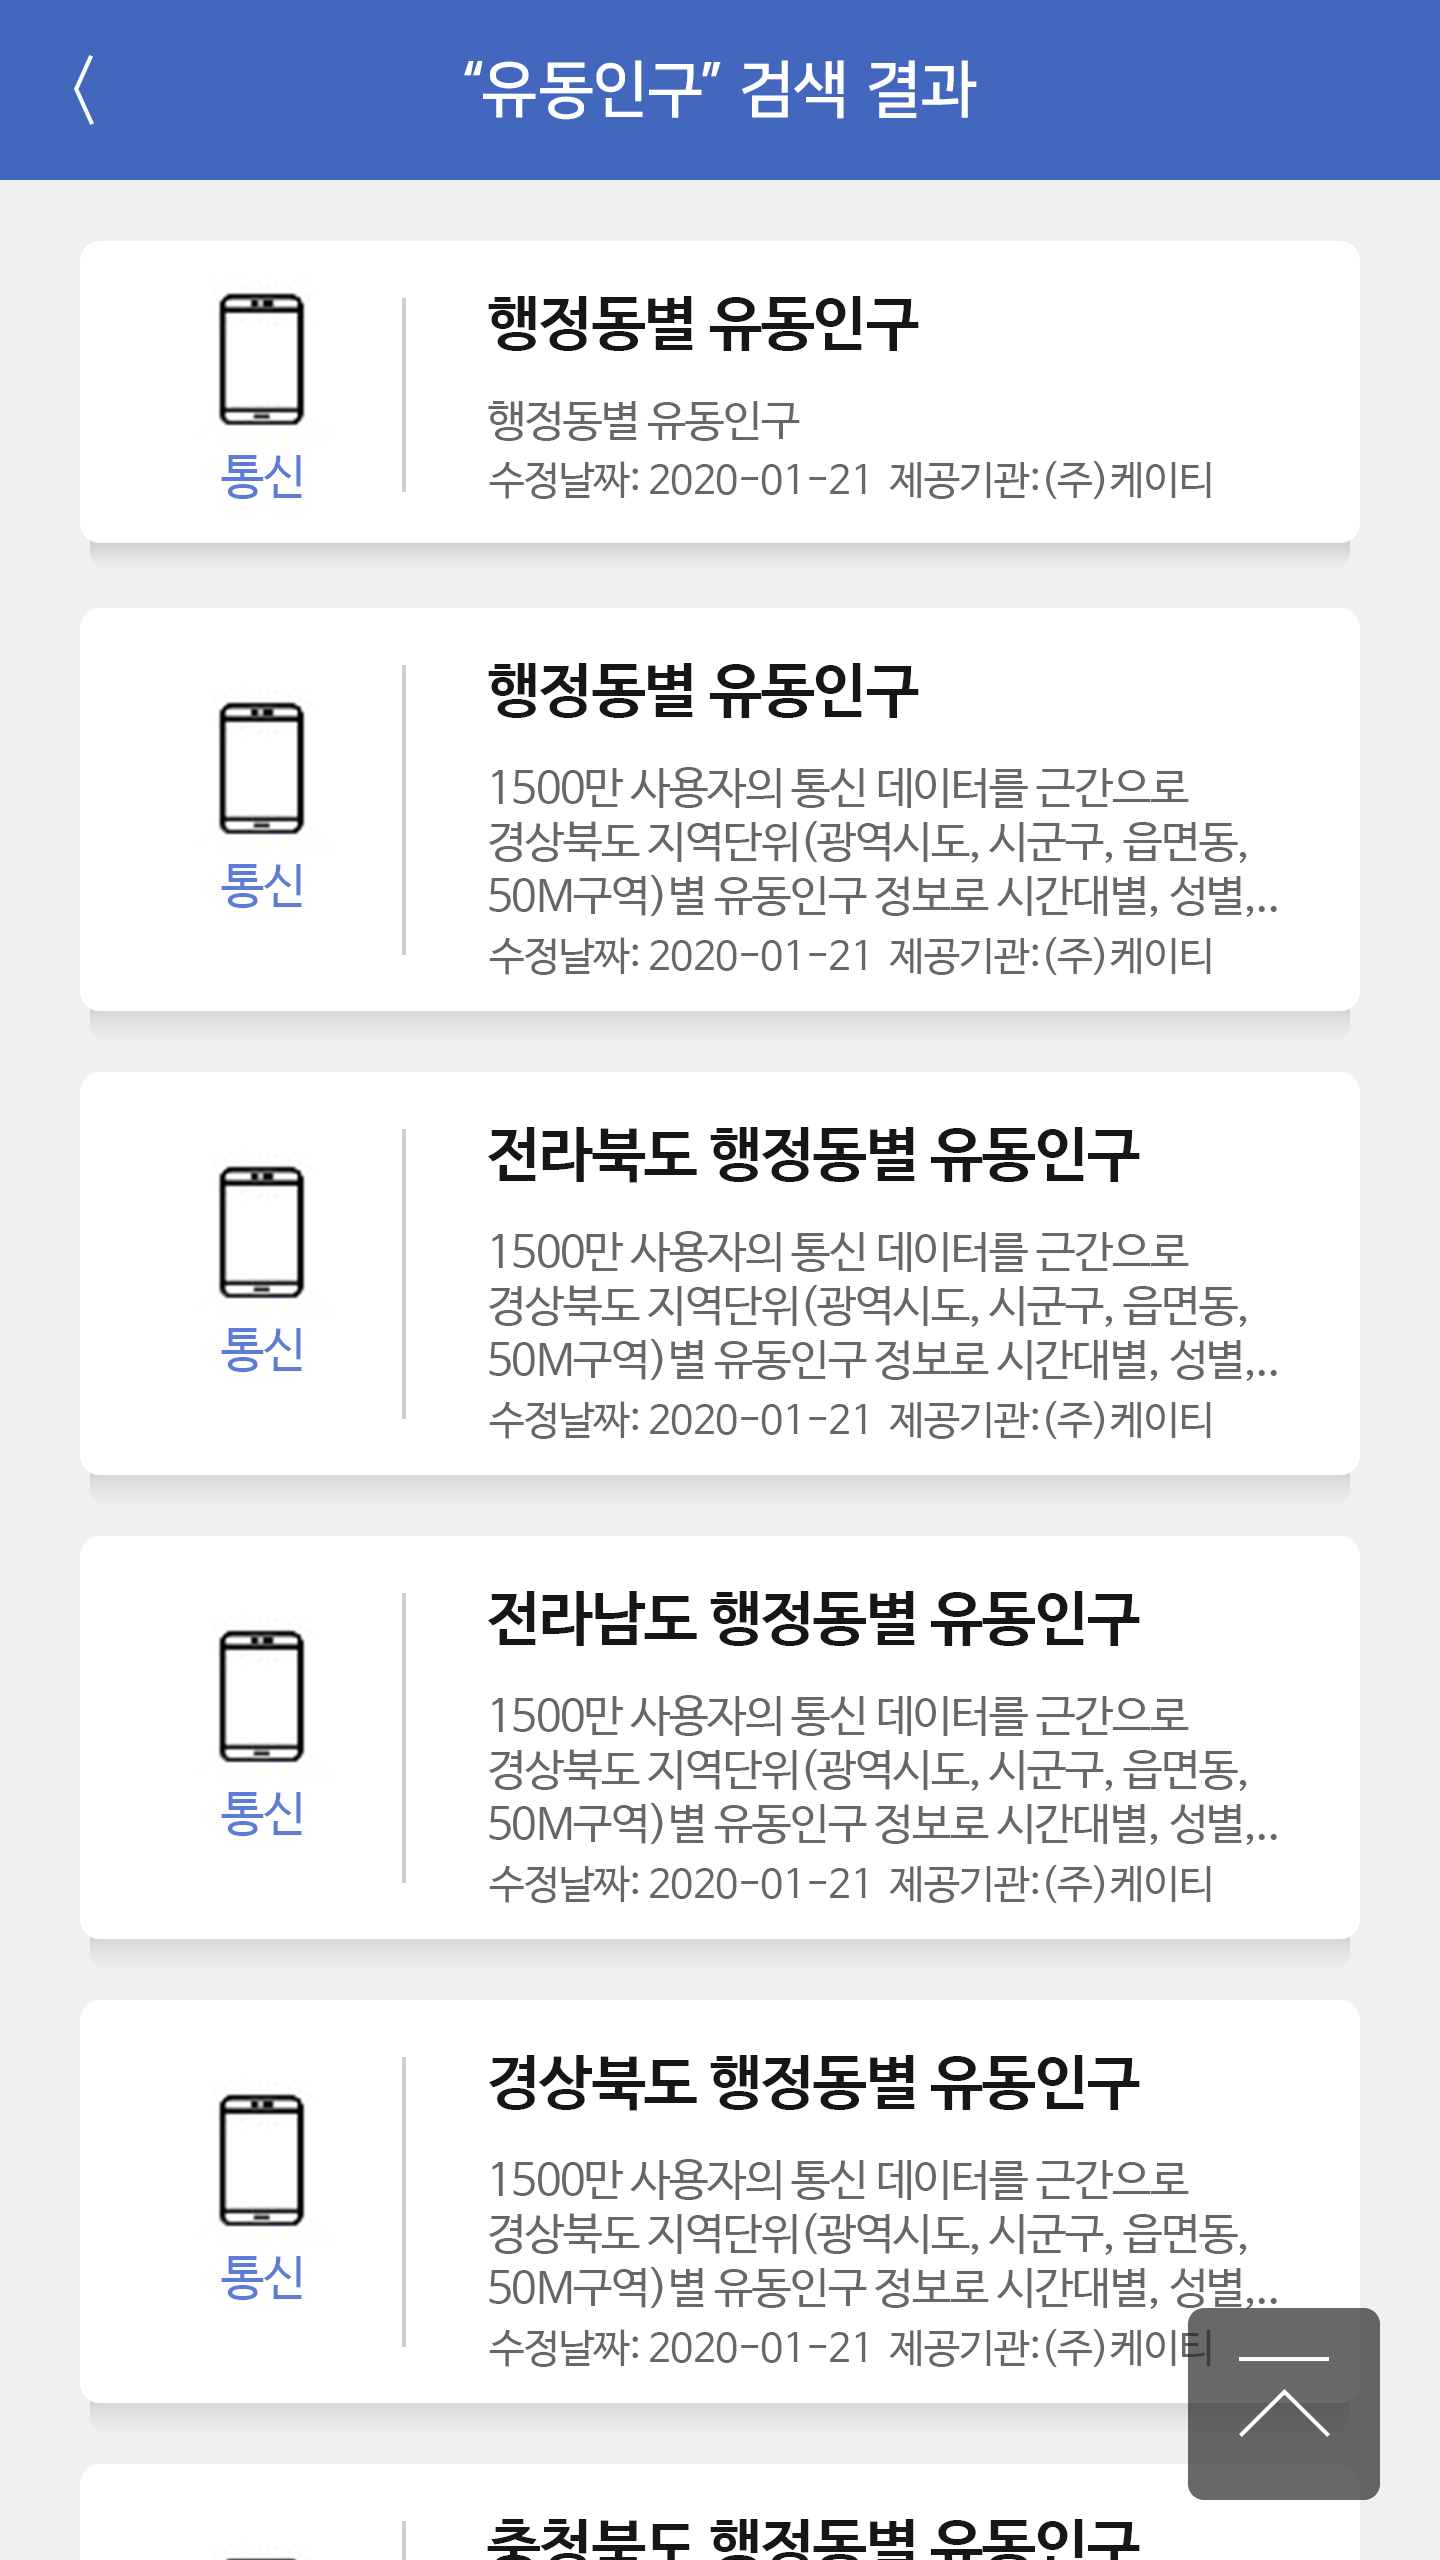 “유동인구” 검색 결과
행정동별 유동인구
행정동별 유동인구
수정날짜: 2020-01-21 제공기관:(주)케이티
통신
행정동별 유동인구
1500만 사용자의 통신 데이터를 근간으로
경상북도 지역단위(광역시도, 시군구, 읍면동,
50M구역)별 유동인구 정보로 시간대별, 성별,..
수정날짜: 2020-01-21 제공기관:(주)케이티
통신
전라북도 행정동별 유동인구
1500만 사용자의 통신 데이터를 근간으로
경상북도 지역단위(광역시도, 시군구, 읍면동,
50M구역)별 유동인구 정보로 시간대별, 성별,..
수정날짜: 2020-01-21 제공기관:(주)케이티
통신
전라남도 행정동별 유동인구
1500만 사용자의 통신 데이터를 근간으로
경상북도 지역단위(광역시도, 시군구, 읍면동,
50M구역)별 유동인구 정보로 시간대별, 성별,..
수정날짜: 2020-01-21 제공기관:(주)케이티
통신
경상북도 행정동별 유동인구
1500만 사용자의 통신 데이터를 근간으로
경상북도 지역단위(광역시도, 시군구, 읍면동,
50M구역)별 유동인구 정보로 시간대별, 성별,..
수정날짜: 2020-01-21 제공기관:(주)케이티
통신
충청북도 행정동별 유동인구